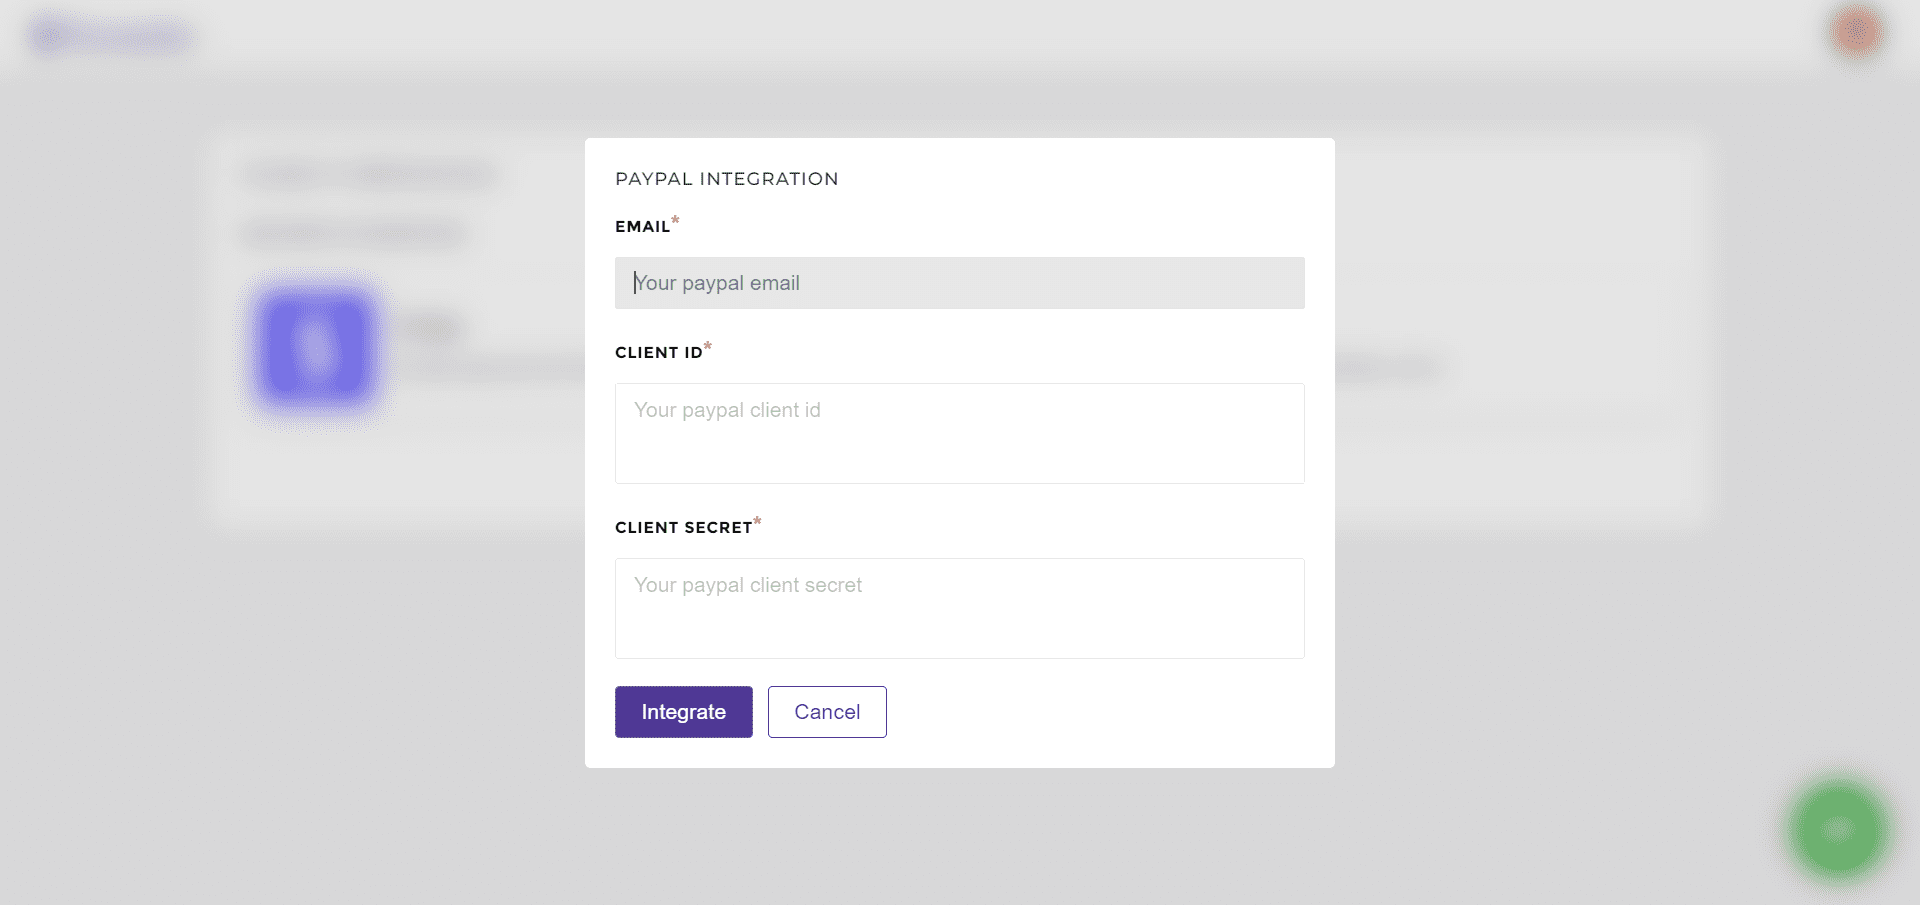 PAYPAL INTEGRATION
EMAIL*
Your paypal email
CLIENT ID*
Your paypal client id
CLIENT SECRET*
Your paypal client secret
Integrate
Cancel